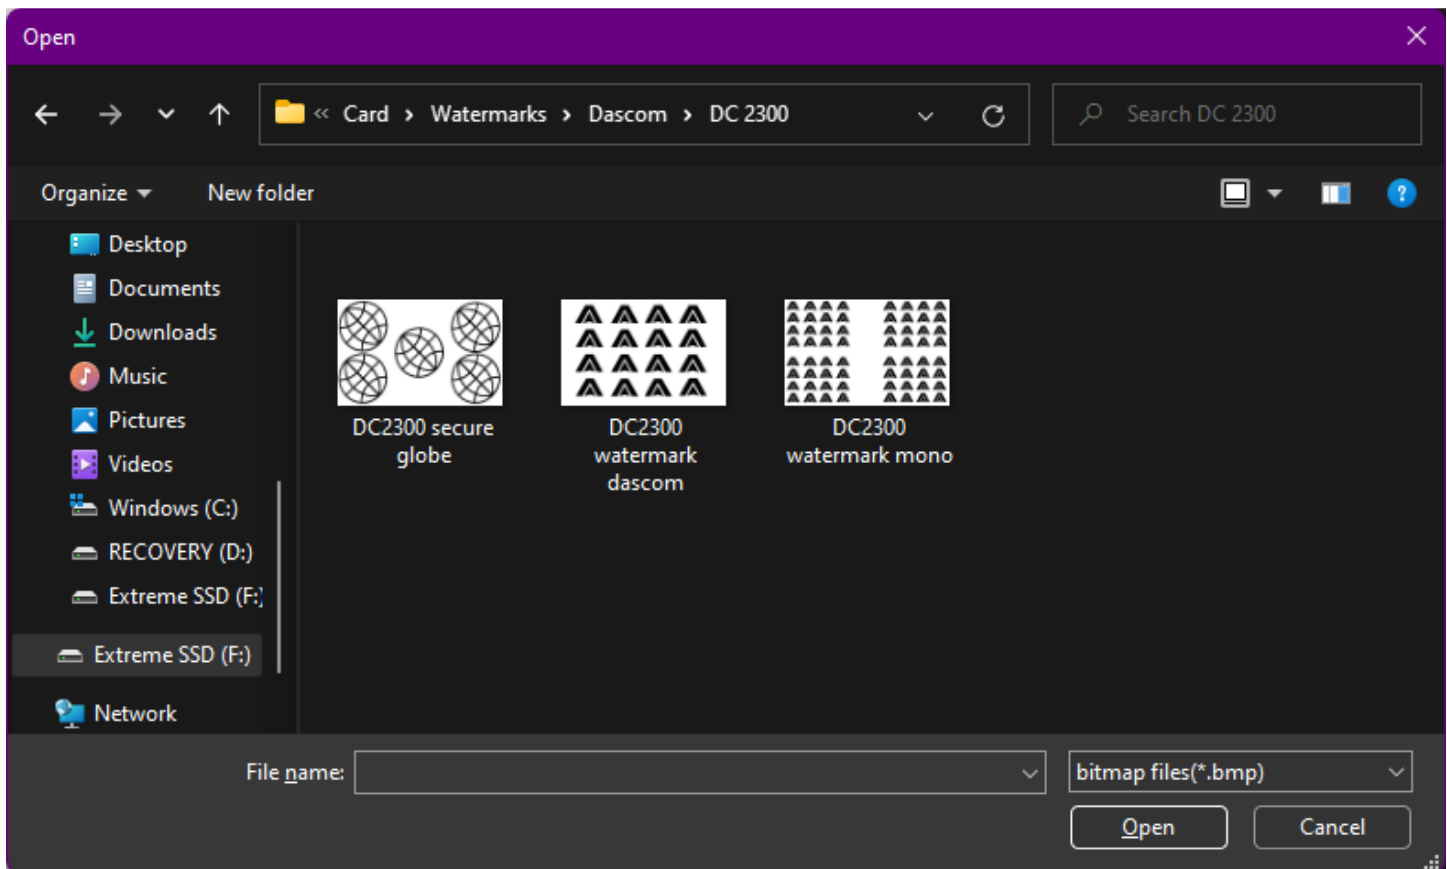 Open
« Card > Watermarks > Dascom > DC 2300
Search DC 2300
Organize
New folder
Desktop
Documents
Downloads
Music
Pictures
Videos
Windows (C:)
RECOVERY (D:)
Extreme SSD (F:)
Extreme SSD (F:)
Network
DC2300 secure
globe
DC2300
watermark
dascom
DC2300
watermark mono
File name:
bitmap files(*.bmp)
Open
Cancel